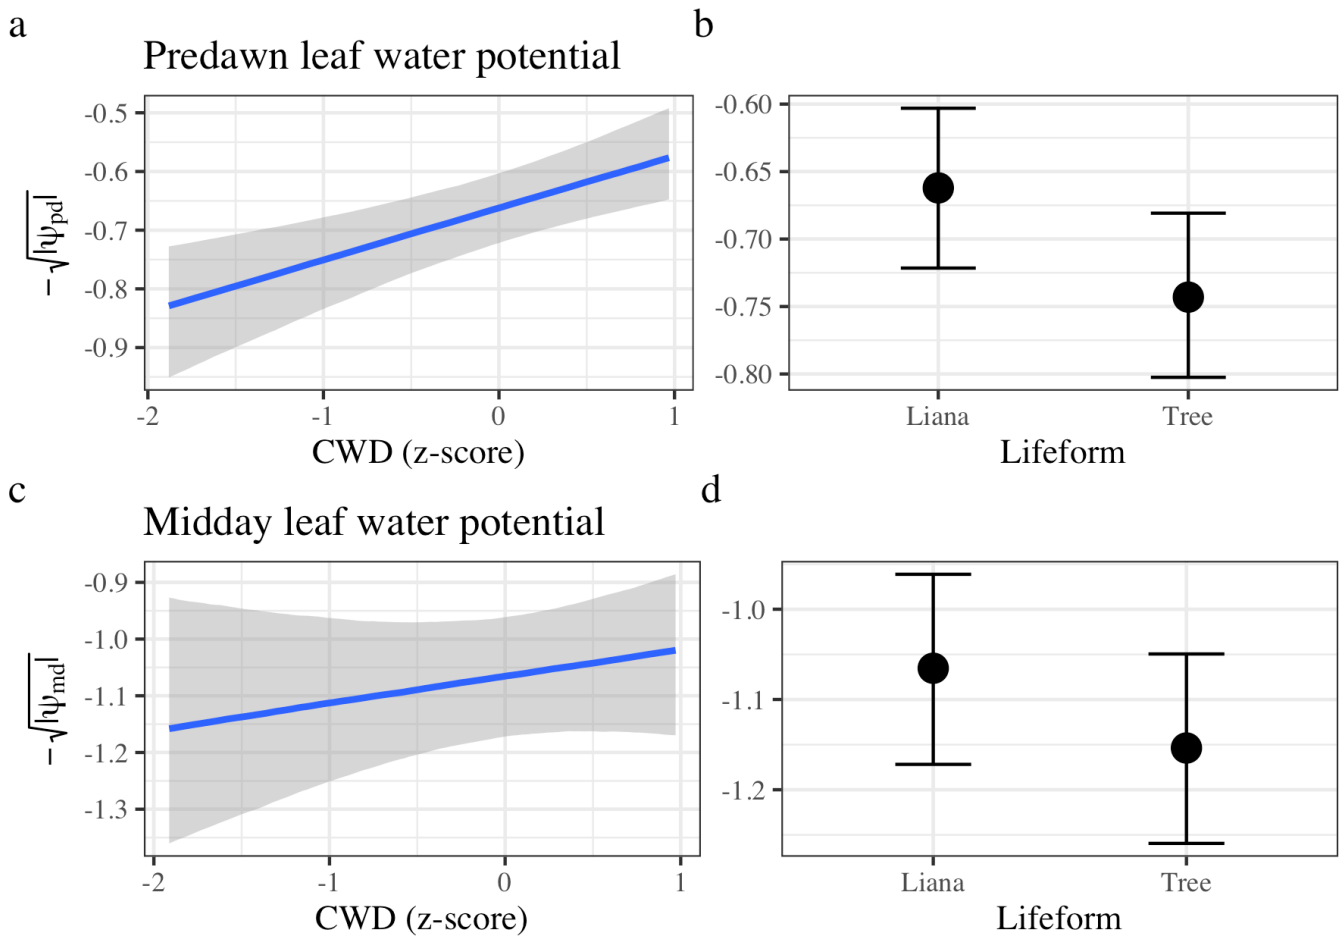 a
Predawn leaf water potential
-0.5
-0.6
-0.7
-0.8
-0.9
−√|ψpd|
-2 -1 0 1
CWD (z-score)
b
-0.60
-0.65
-0.70
-0.75
-0.80
Liana Tree
Lifeform
c
Midday leaf water potential
-0.9
-1.0
-1.1
-1.2
-1.3
−√|ψmd|
-2 -1 0 1
CWD (z-score)
d
-1.0
-1.1
-1.2
Liana Tree
Lifeform